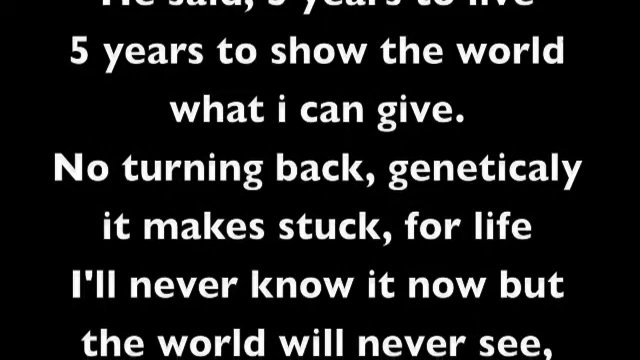 He said, 5 years to live
5 years to show the world
what i can give.
No turning back, geneticaly
it makes stuck, for life
I'll never know it now but
the world will never see,